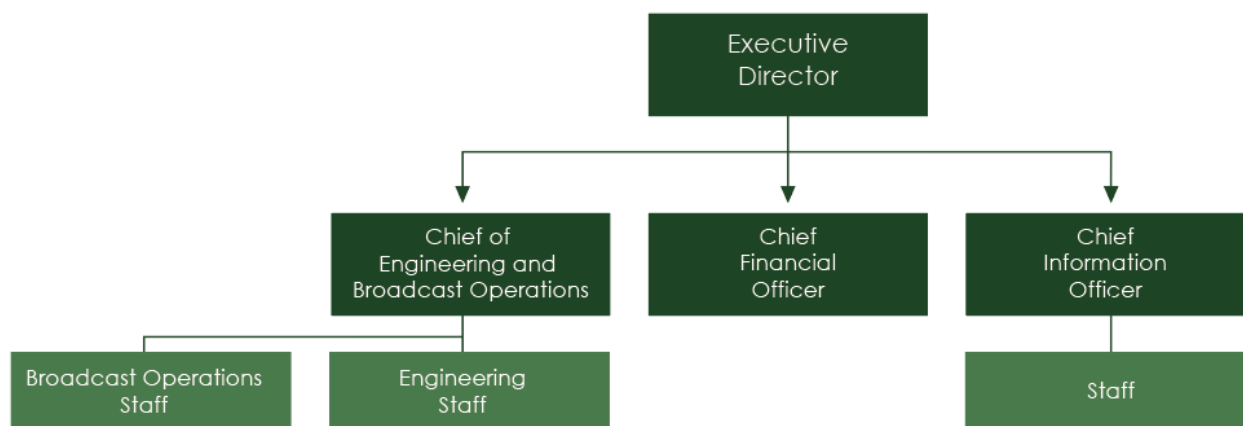 Executive
Director
Chief of
Engineering and
Broadcast Operations
Chief
Financial
Officer
Chief
Information
Officer
Broadcast Operations
Staff
Engineering
Staff
Staff